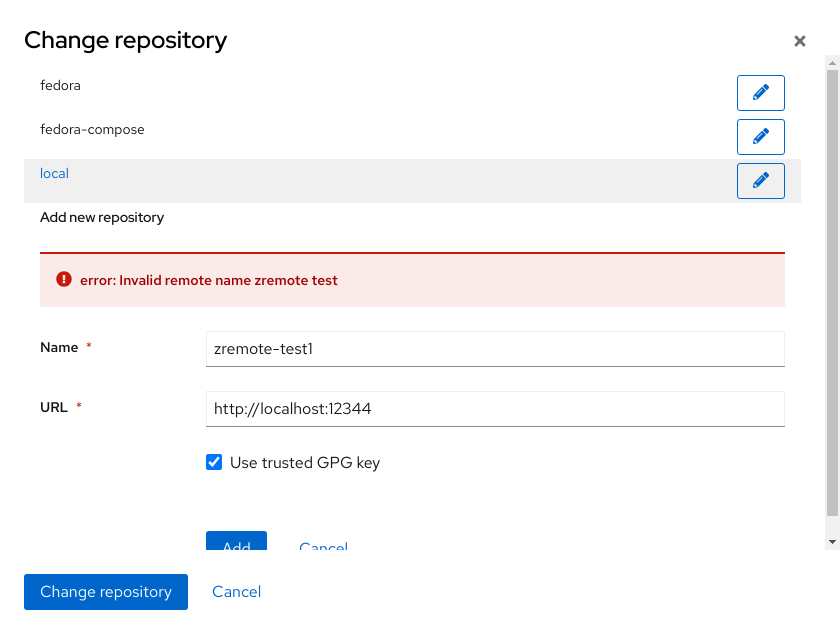 Change repository
fedora
fedora-compose
local
Add new repository
error: Invalid remote name zremote test
Name *
zremote-test1
URL *
http://localhost:12344
Use trusted GPG key
Add Cancel
Change repository Cancel